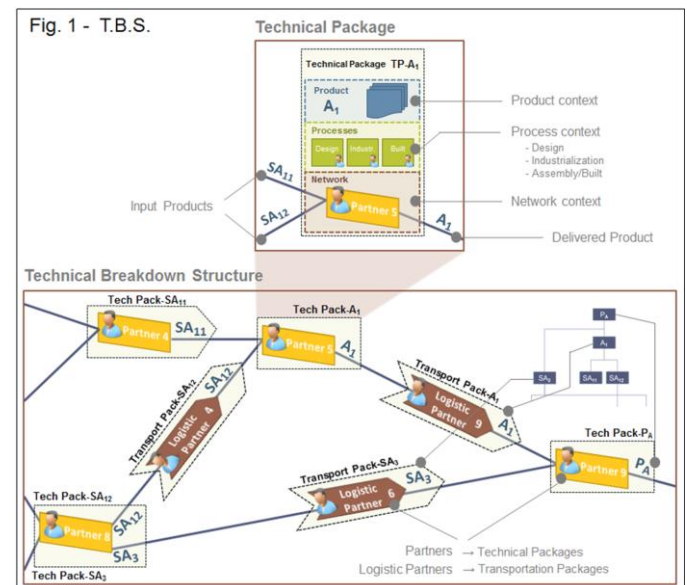 Fig. 1 - T.B.S.
Technical Package
Technical Package TP-A1
Product
A1
Product context
Processes
Design
Industr.
Built
Process context
- Design
- Industrialization
- Assembly/Built
Network
SA11
Partner 5
Network context
Input Products
SA12
A1
Delivered Product
Technical Breakdown Structure
Tech Pack-SA11
Partner 4
SA11
Tech Pack-A1
Partner 5
A1
PA
A1
SA3
SA11
SA12
Transport Pack-SA12
Logistic Partner 4
SA12
Transport Pack-A1
Logistic Partner 9
A1
Tech Pack-PA
Partner 9
PA
Transport Pack-SA3
Logistic Partner 6
SA3
Tech Pack-SA12
Partner 8
SA12
SA3
Tech Pack-SA3
Partners → Technical Packages
Logistic Partners → Transportation Packages